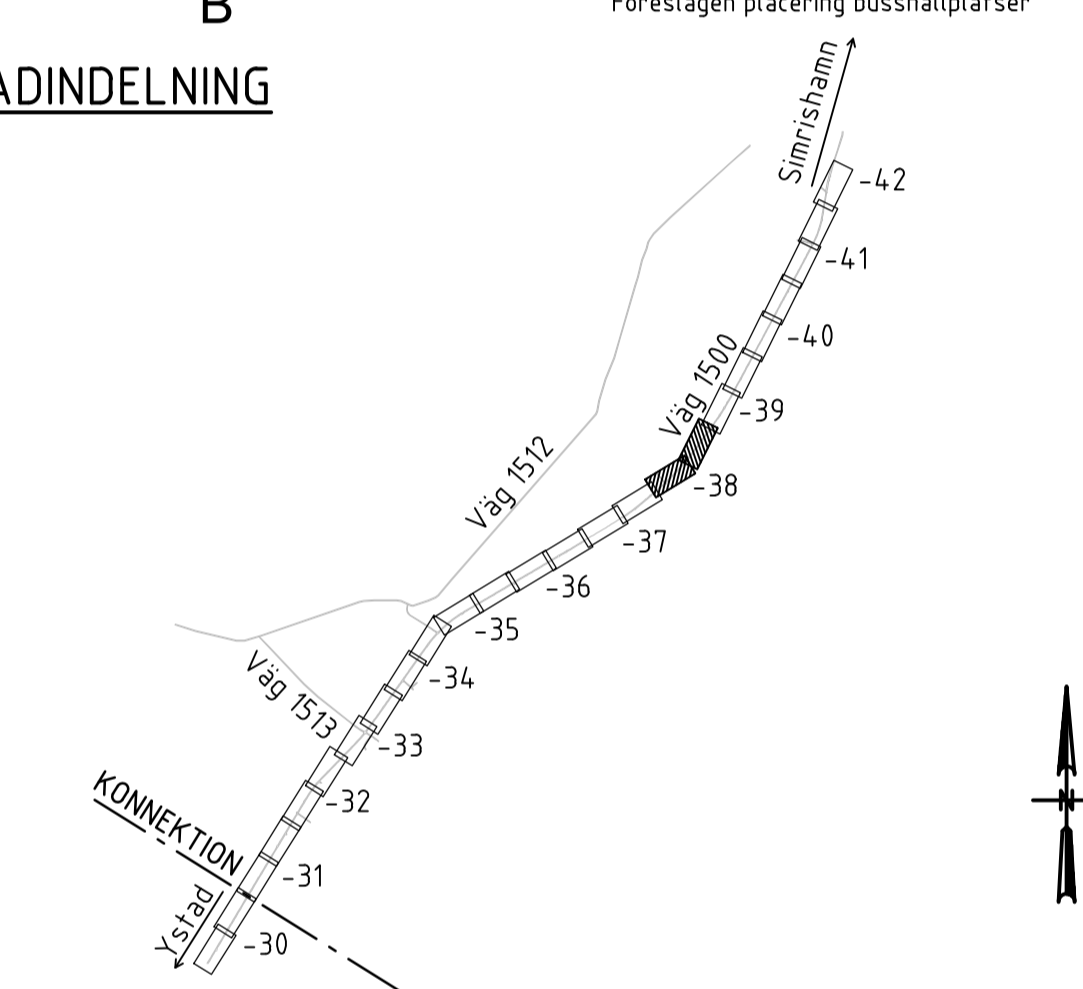 B
Föreslagen placering busshållplatser
ADINDELNING
Simrishamn
-42
-41
-40
Väg 1500
-39
-38
Väg 1512
-37
-36
-35
-34
Väg 1513
-33
-32
KONNEKTION
-31
Ystad
-30
N